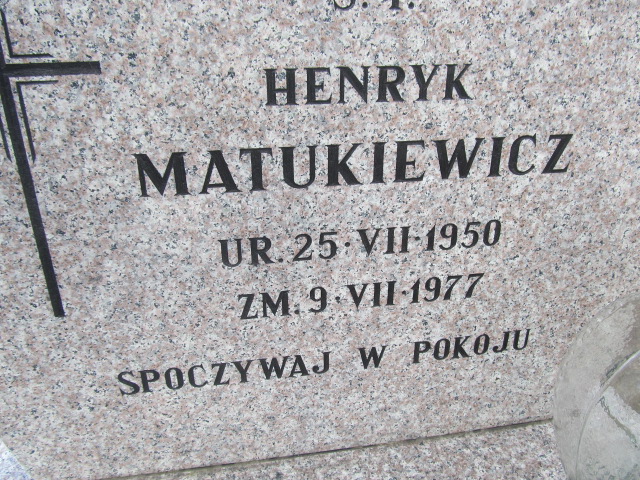 Ś. P.
HENRYK
MATUKIEWICZ
UR. 25·VII·1950
ZM. 9·VII·1977
SPOCZYWAJ W POKOJU